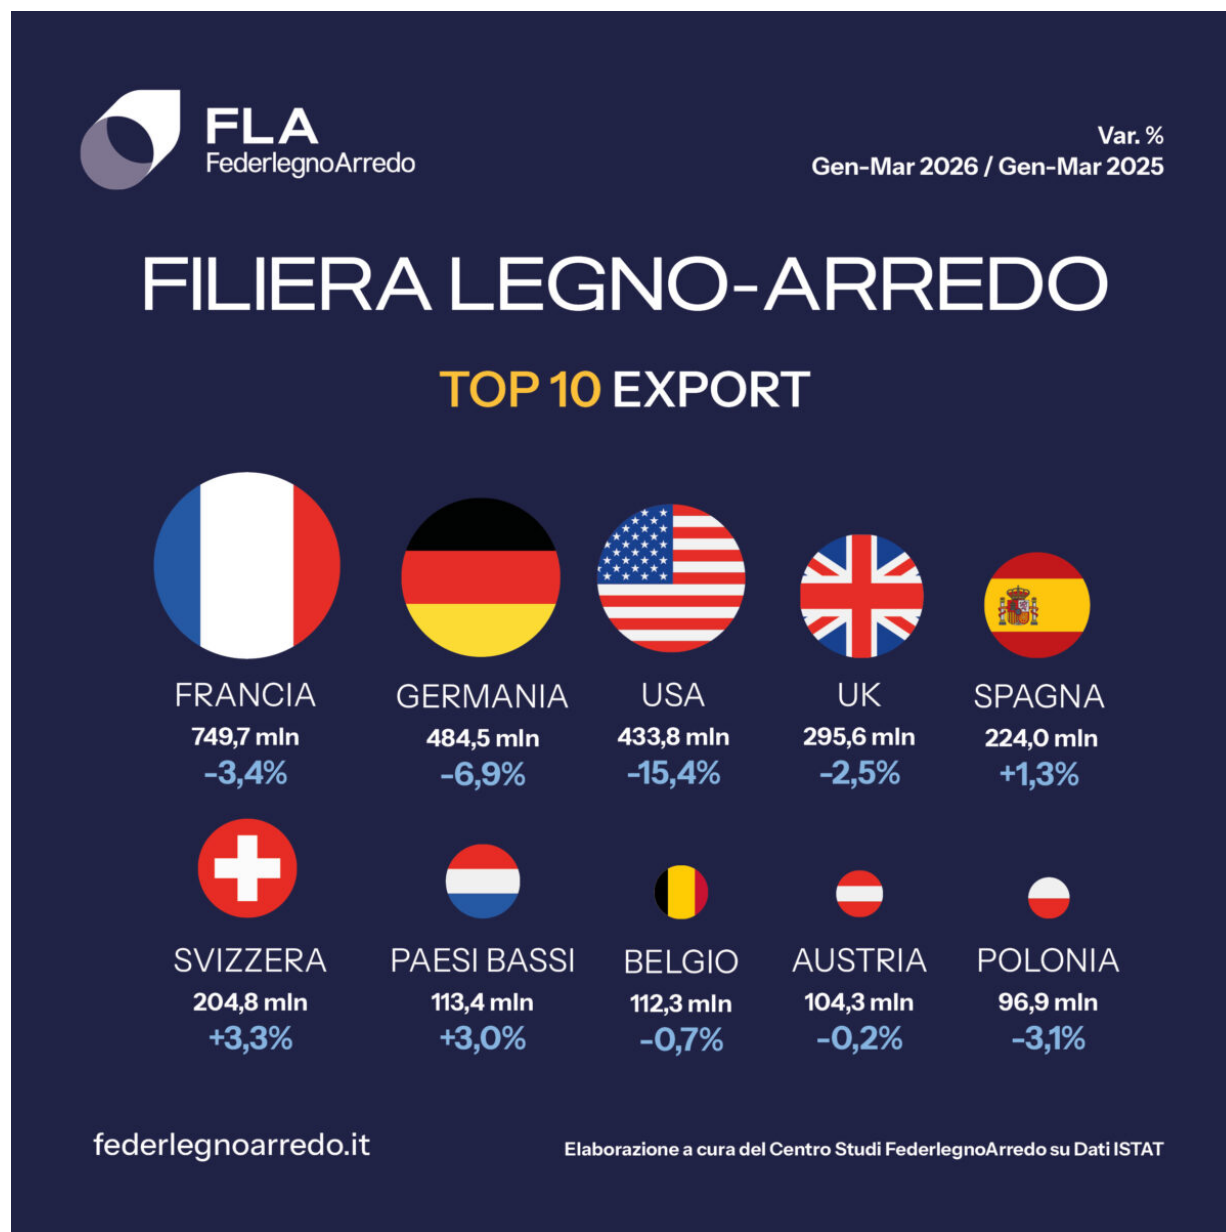 FLA
FederlegnoArredo
Var. %
Gen-Mar 2026 / Gen-Mar 2025
FILIERA LEGNO-ARREDO
TOP 10 EXPORT
FRANCIA
749,7 mln
-3,4%
GERMANIA
484,5 mln
-6,9%
USA
433,8 mln
-15,4%
UK
295,6 mln
-2,5%
SPAGNA
224,0 mln
+1,3%
SVIZZERA
204,8 mln
+3,3%
PAESI BASSI
113,4 mln
+3,0%
BELGIO
112,3 mln
-0,7%
AUSTRIA
104,3 mln
-0,2%
POLONIA
96,9 mln
-3,1%
federlegnoarredo.it
Elaborazione a cura del Centro Studi FederlegnoArredo su Dati ISTAT